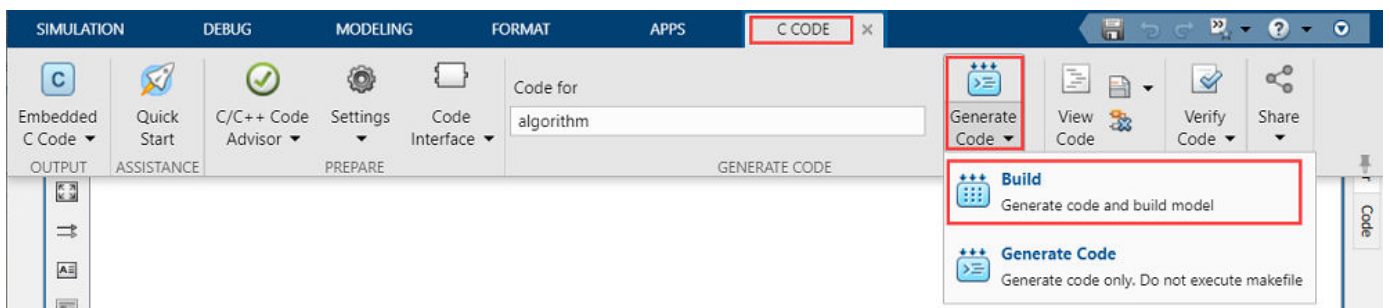 SIMULATION DEBUG MODELING FORMAT APPS C CODE
C
Embedded
C Code
Quick
Start
C/C++ Code
Advisor
Settings
Code
Interface
Code for
algorithm
Generate
Code
View
Code
Verify
Code
Share
OUTPUT ASSISTANCE PREPARE GENERATE CODE
Build
Generate code and build model
Generate Code
Generate code only. Do not execute makefile
Code